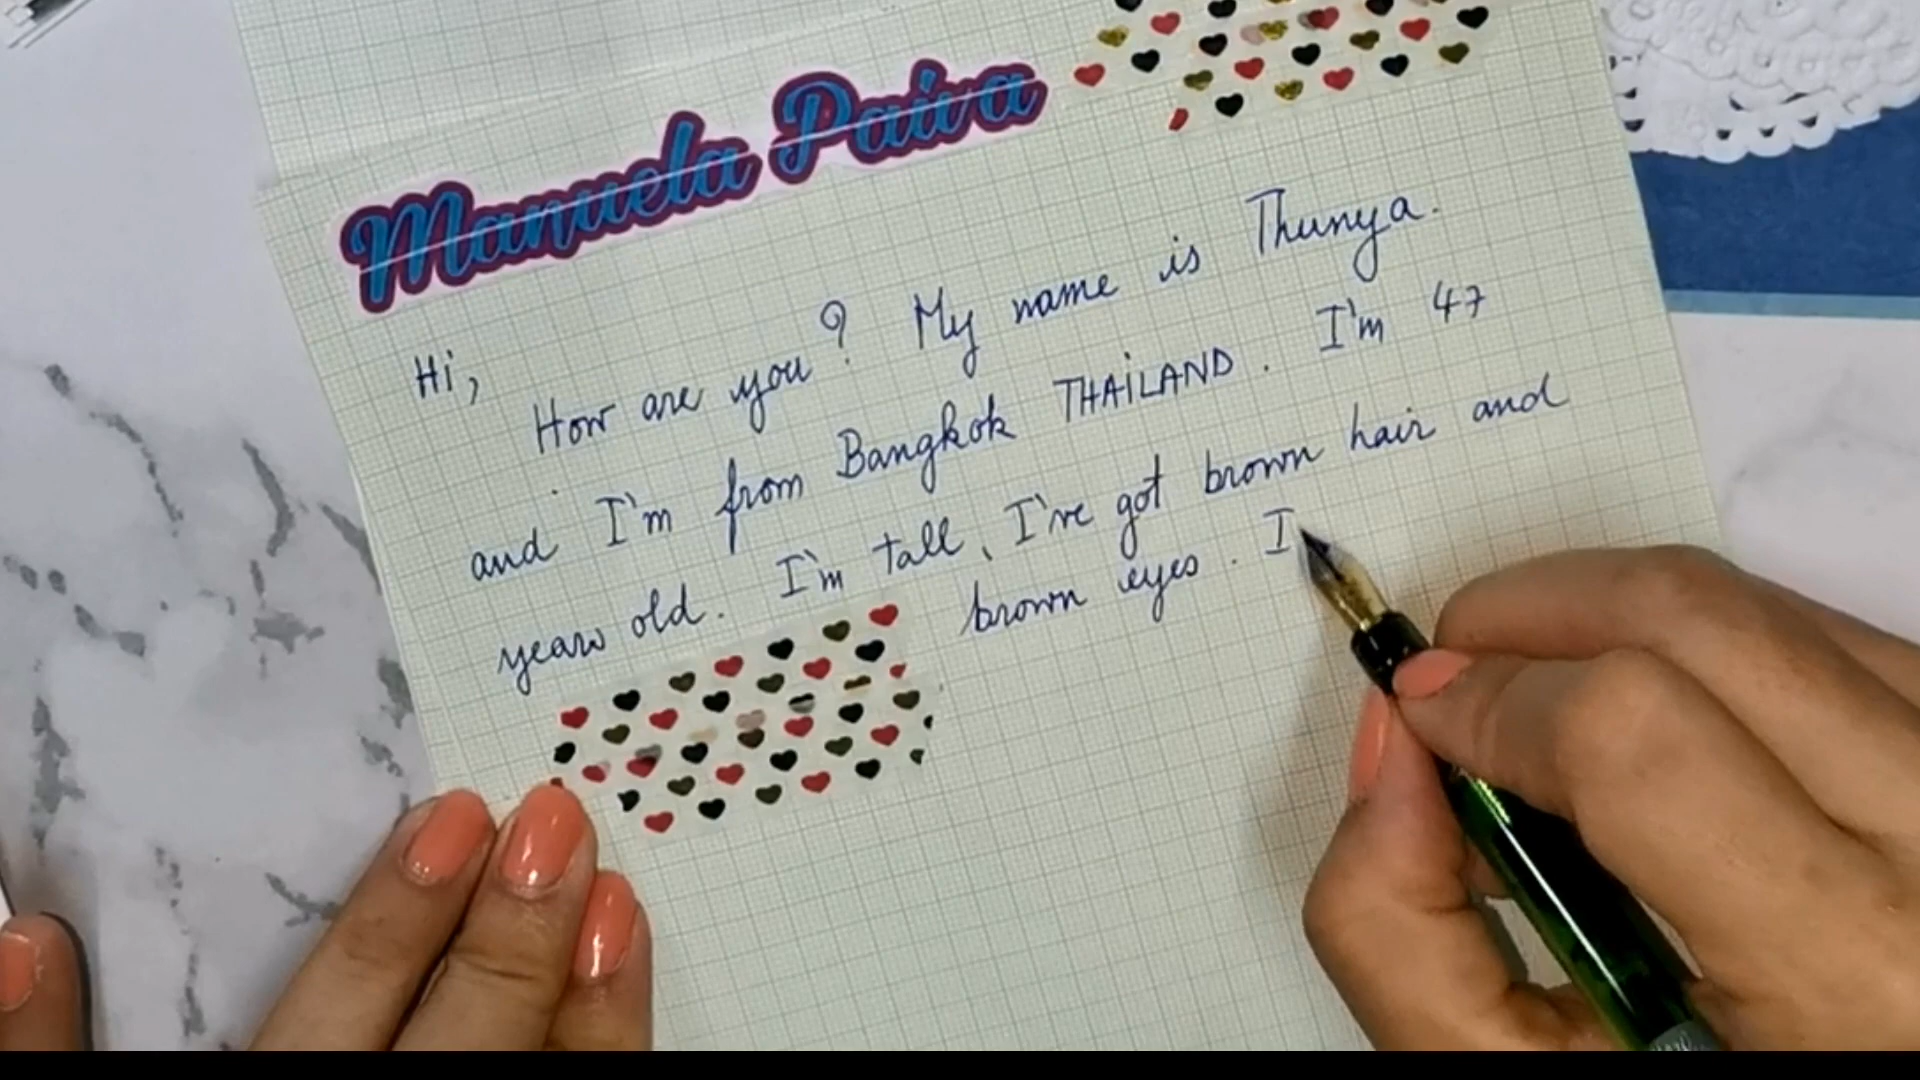 Manuela Paiva
Hi,
How are you? My name is Thunya.
and I'm from Bangkok THAILAND. I'm 47
years old. I'm tall, I've got brown hair and
brown eyes. I